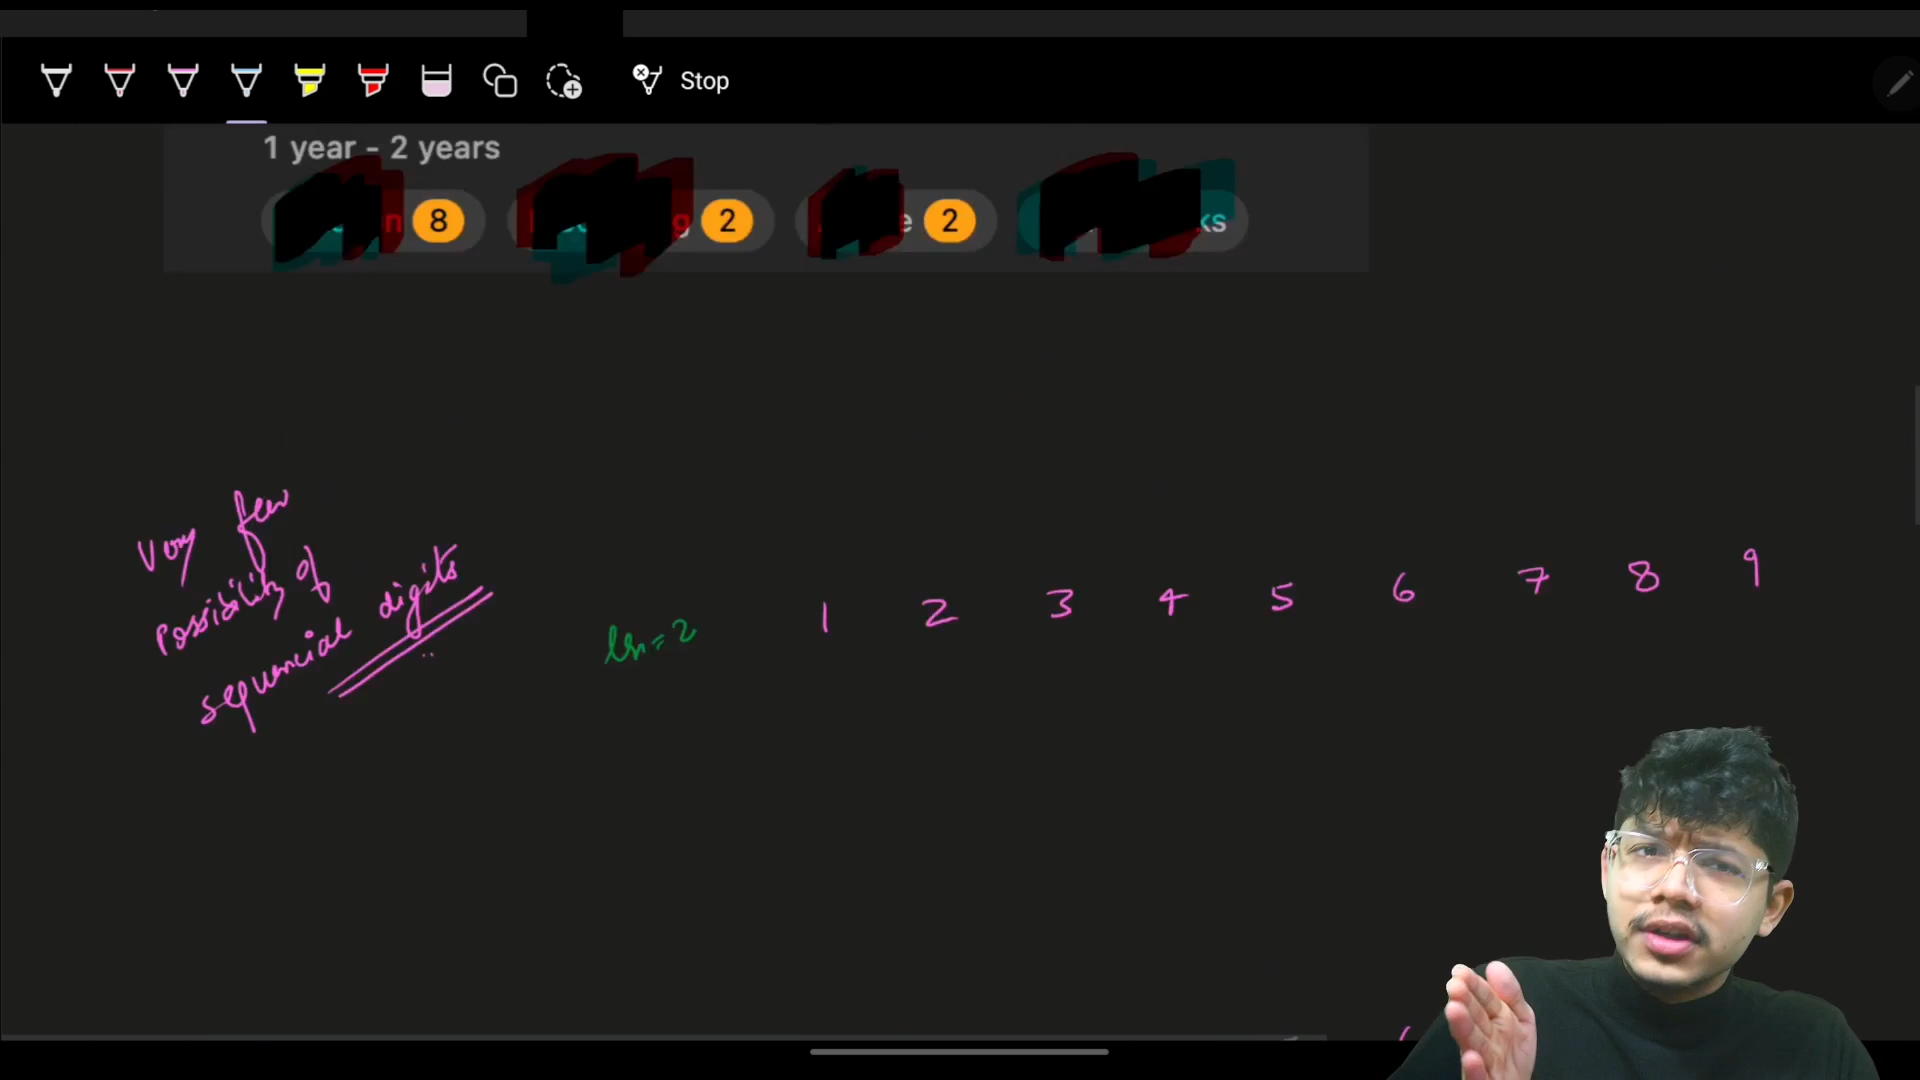 Stop
1 year - 2 years
n 8 g 2 e 2 ks
Very few
possibility of
sequencial digits
len = 2 1 2 3 4 5 6 7 8 9